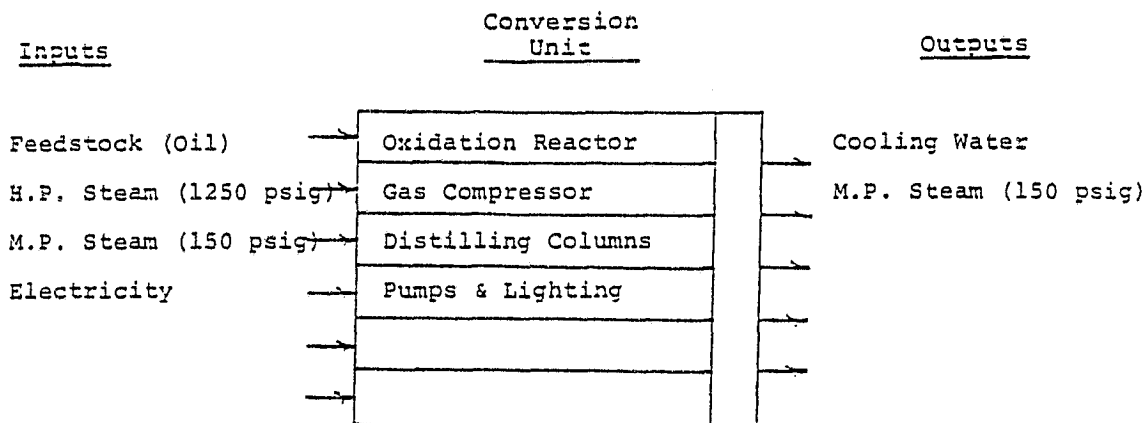 Inputs
Conversion
Unit
Outputs
Feedstock (Oil)
Oxidation Reactor
Cooling Water
H.P. Steam (1250 psig)
Gas Compressor
M.P. Steam (150 psig)
M.P. Steam (150 psig)
Distilling Columns
Electricity
Pumps & Lighting